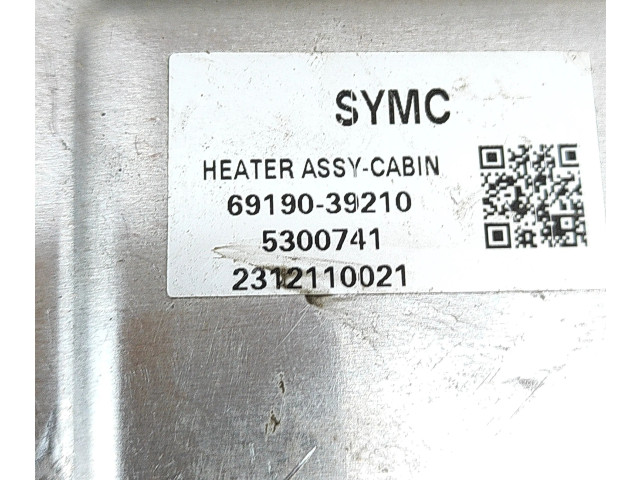 SYMC
HEATER ASSY-CABIN
69190-39210
5300741
2312110021